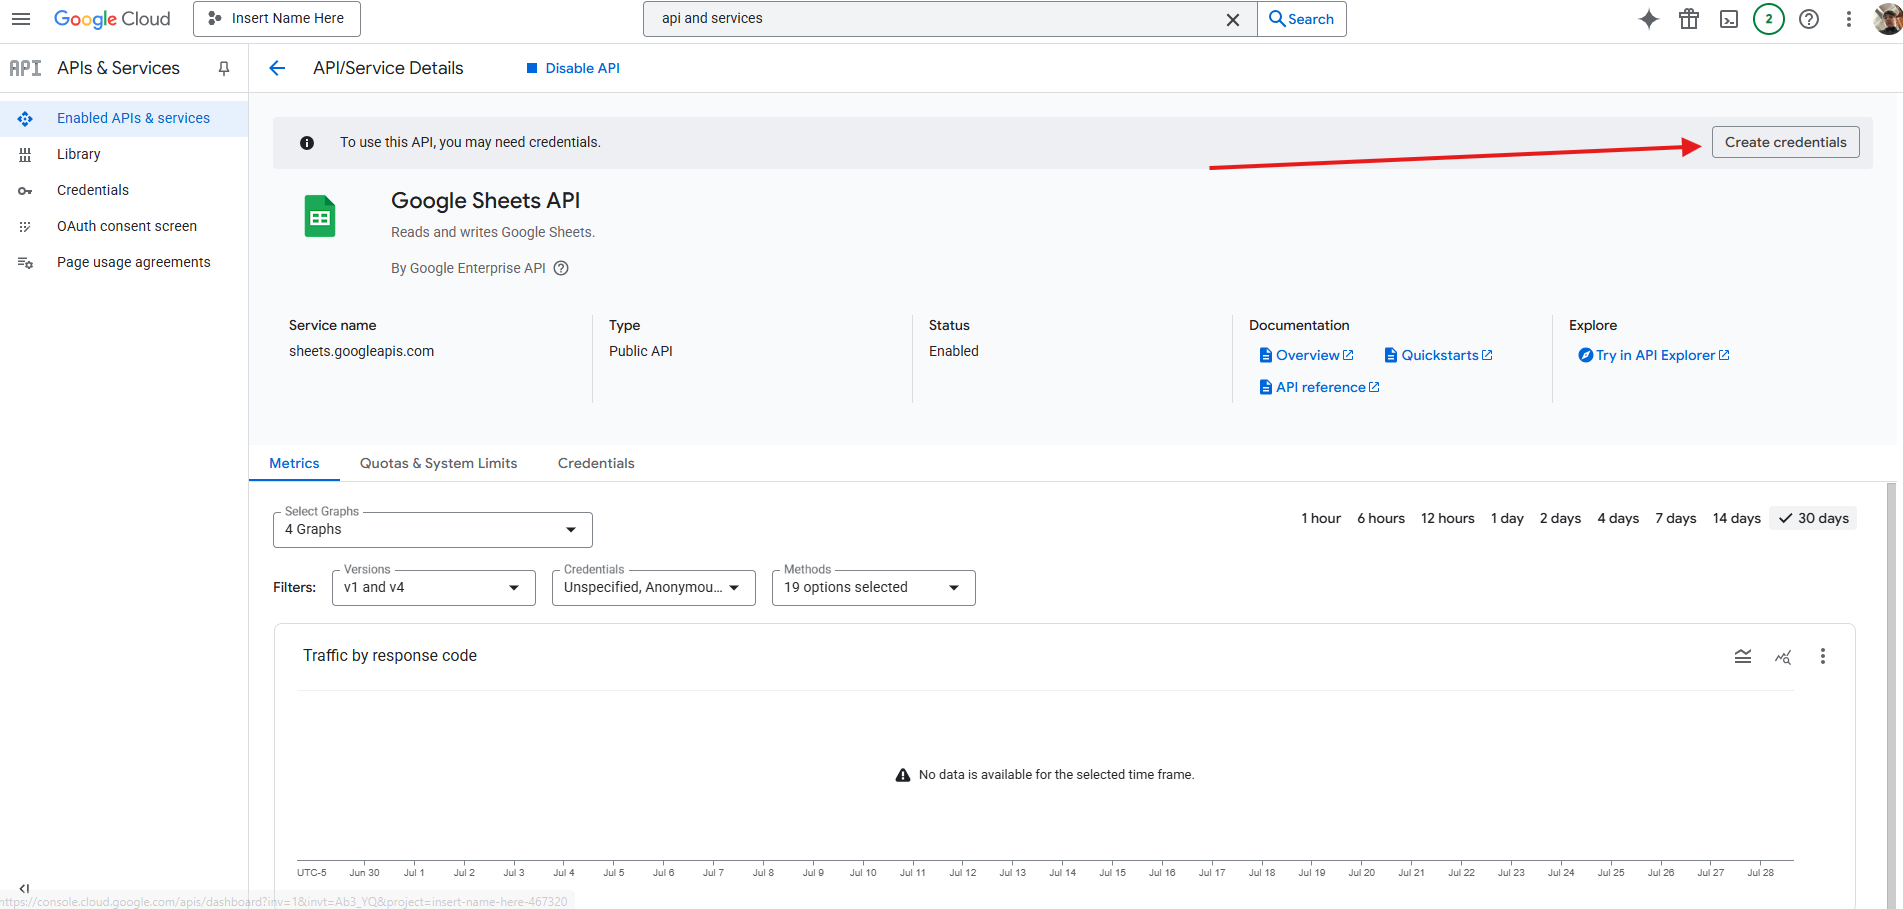 Google Cloud
Insert Name Here
api and services
Search
2
API
APIs & Services
API/Service Details
Disable API
Enabled APIs & services
Library
Credentials
OAuth consent screen
Page usage agreements
To use this API, you may need credentials.
Create credentials
Google Sheets API
Reads and writes Google Sheets.
By Google Enterprise API
Service name
sheets.googleapis.com
Type
Public API
Status
Enabled
Documentation
Overview
Quickstarts
API reference
Explore
Try in API Explorer
Metrics
Quotas & System Limits
Credentials
Select Graphs
4 Graphs
1 hour 6 hours 12 hours 1 day 2 days 4 days 7 days 14 days 30 days
Filters:
Versions
v1 and v4
Credentials
Unspecified, Anonymou...
Methods
19 options selected
Traffic by response code
No data is available for the selected time frame.
UTC-5 Jun 30 Jul 1 Jul 2 Jul 3 Jul 4 Jul 5 Jul 6 Jul 7 Jul 8 Jul 9 Jul 10 Jul 11 Jul 12 Jul 13 Jul 14 Jul 15 Jul 16 Jul 17 Jul 18 Jul 19 Jul 20 Jul 21 Jul 22 Jul 23 Jul 24 Jul 25 Jul 26 Jul 27 Jul 28
https://console.cloud.google.com/apis/dashboard?inv=1&invt=Ab3_YQ&project=insert-name-here-467320